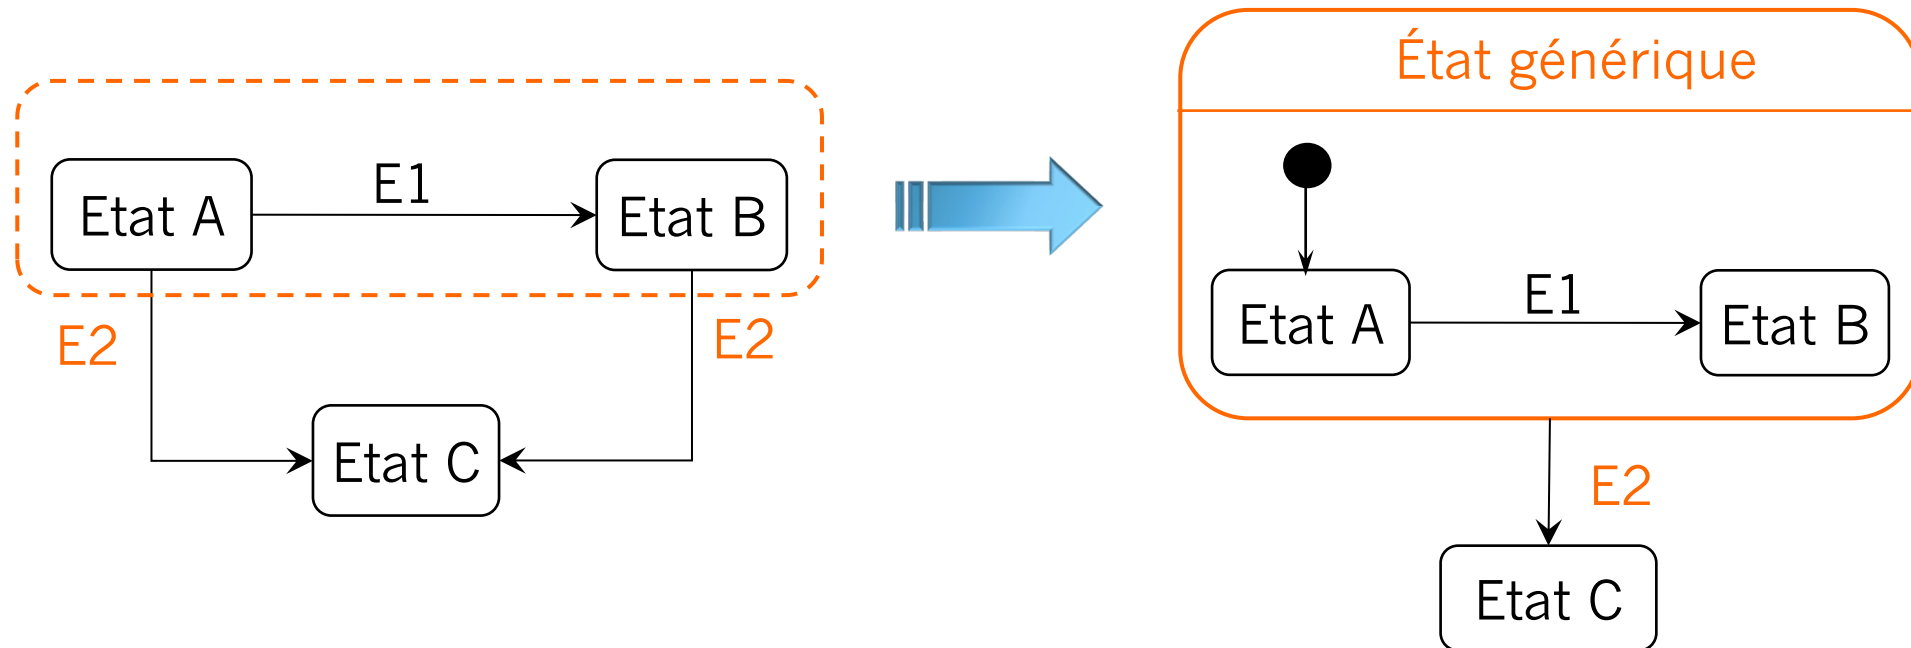 Etat A
E1
Etat B
E2
E2
Etat C
État générique
Etat A
E1
Etat B
E2
Etat C